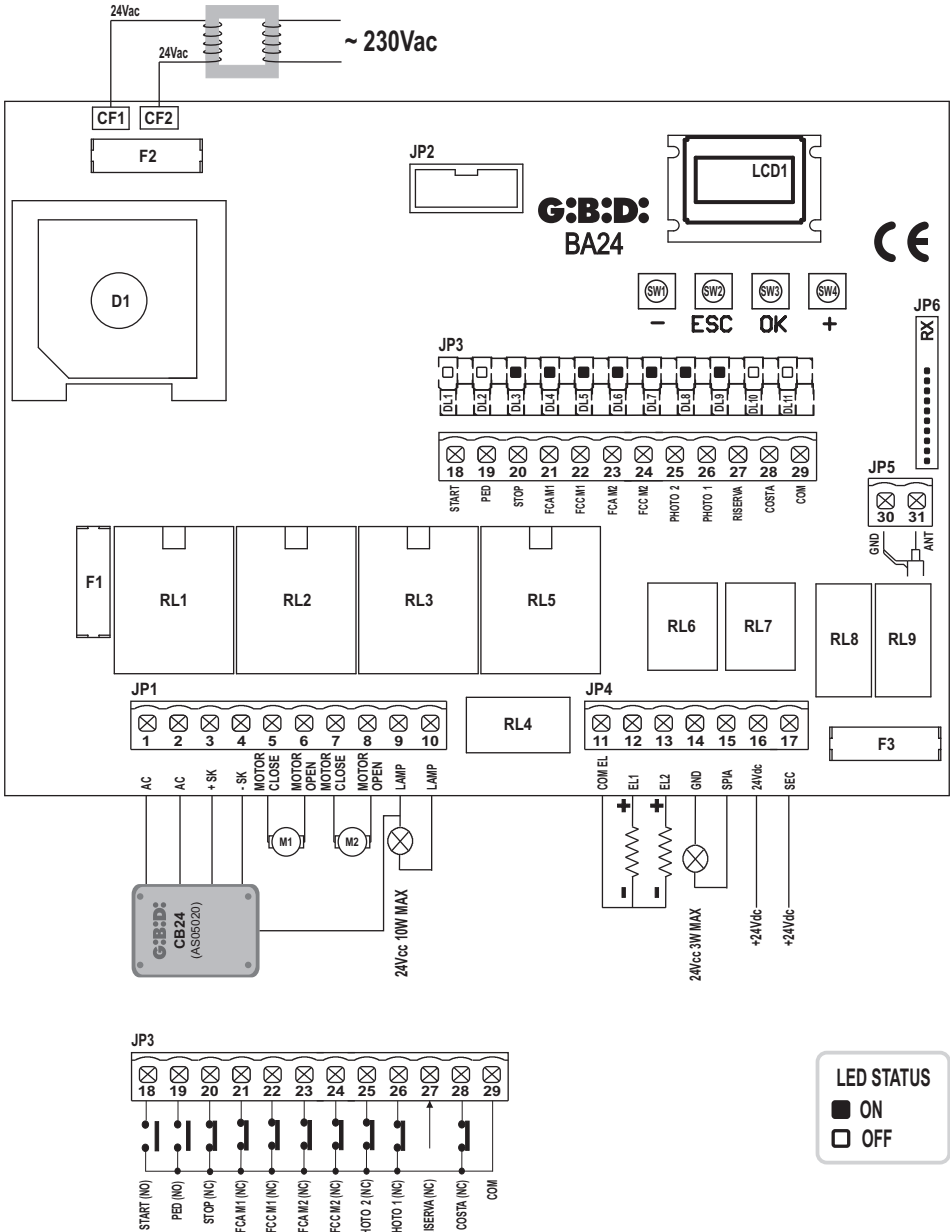 24Vac
24Vac
~ 230Vac
CF1 CF2
F2
JP2
LCD1
G:B:D:
BA24
CE
D1
SW1 SW2 SW3 SW4
- ESC OK +
JP6
RX
JP3
DL1 DL2 DL3 DL4 DL5 DL6 DL7 DL8 DL9 DL10 DL11
18 19 20 21 22 23 24 25 26 27 28 29
START PED STOP FCA M1 FCC M1 FCA M2 FCC M2 PHOTO 2 PHOTO 1 RISERVA COSTA COM
JP5
30 31
GND ANT
F1
RL1 RL2 RL3 RL5
RL6 RL7 RL8 RL9
JP1
RL4
JP4
F3
1 2 3 4 5 6 7 8 9 10
11 12 13 14 15 16 17
AC AC + SK - SK MOTOR CLOSE MOTOR OPEN MOTOR CLOSE MOTOR OPEN LAMP LAMP
COM EL EL1 EL2 GND SPIA 24Vdc SEC
M1 M2
+ +
- -
24Vcc 10W MAX
24Vcc 3W MAX
+24Vdc
+24Vdc
G:B:D:
CB24
(AS05020)
JP3
18 19 20 21 22 23 24 25 26 27 28 29
START (NO) PED (NO) STOP (NC) FCA M1 (NC) FCC M1 (NC) FCA M2 (NC) FCC M2 (NC) HOTO 2 (NC) HOTO 1 (NC) ISERVA (NC) COSTA (NC) COM
LED STATUS
ON
OFF